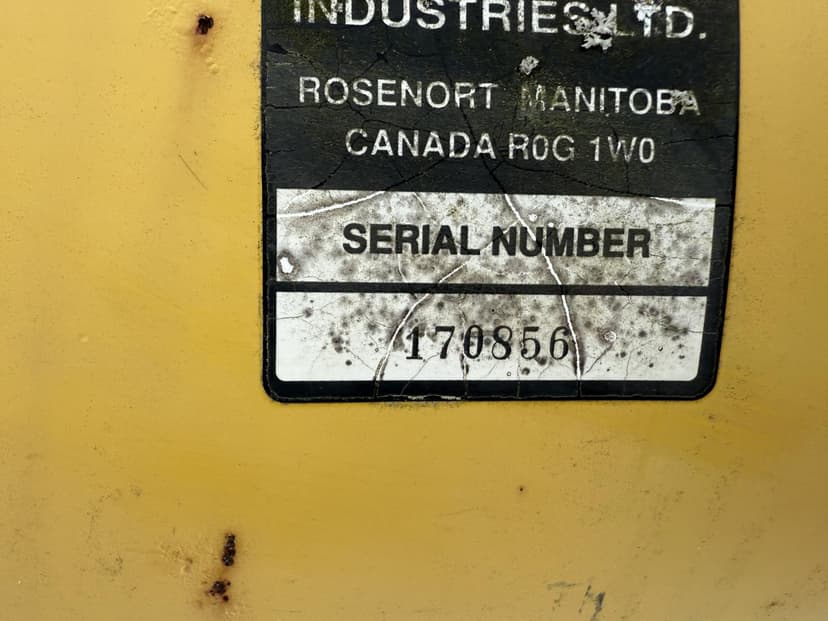 INDUSTRIES LTD.
ROSENORT MANITOBA
CANADA R0G 1W0
SERIAL NUMBER
170856